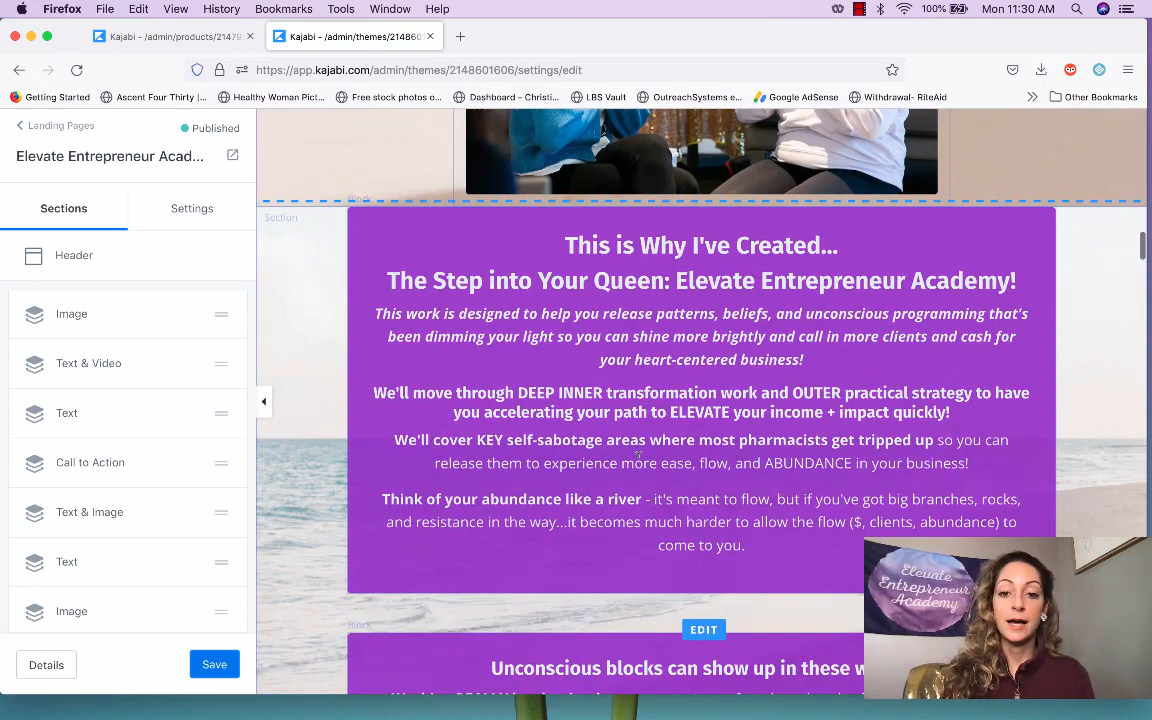 Firefox File Edit View History Bookmarks Tools Window Help 100% Mon 11:30 AM
Kajabi - /admin/products/21479
Kajabi - /admin/themes/2148601
https://app.kajabi.com/admin/themes/2148601606/settings/edit
Getting Started Ascent Four Thirty |... Healthy Woman Pict... Free stock photos o... Dashboard – Christi... LBS Vault OutreachSystems e... Google AdSense Withdrawal- RiteAid Other Bookmarks
Landing Pages
Published
Elevate Entrepreneur Acad...
Sections Settings
Header
Image
Text & Video
Text
Call to Action
Text & Image
Text
Image
Details Save
Block
Section
This is Why I've Created...
The Step into Your Queen: Elevate Entrepreneur Academy!
This work is designed to help you release patterns, beliefs, and unconscious programming that's
been dimming your light so you can shine more brightly and call in more clients and cash for
your heart-centered business!
We'll move through DEEP INNER transformation work and OUTER practical strategy to have
you accelerating your path to ELEVATE your income + impact quickly!
We'll cover KEY self-sabotage areas where most pharmacists get tripped up so you can
release them to experience more ease, flow, and ABUNDANCE in your business!
Think of your abundance like a river - it's meant to flow, but if you've got big branches, rocks,
and resistance in the way...it becomes much harder to allow the flow ($, clients, abundance) to
come to you.
Block
EDIT
Unconscious blocks can show up in these w
Elevate
Entrepreneur
Academy